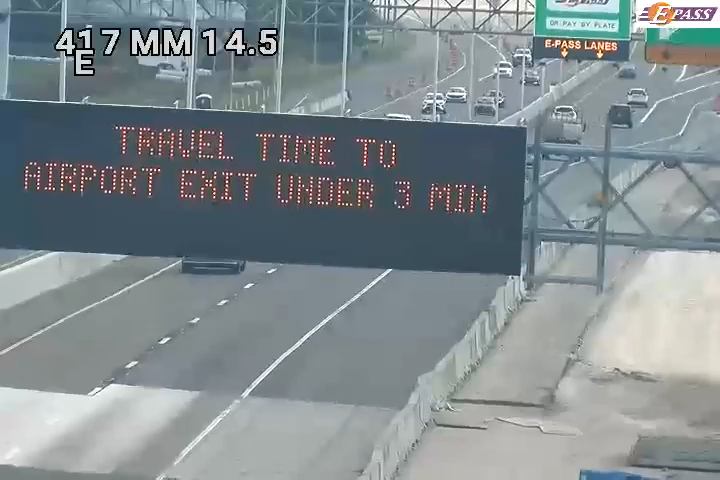 417 MM 14.5
E
E-PASS
OR PAY BY PLATE
E-PASS LANES
TRAVEL TIME TO
AIRPORT EXIT UNDER 3 MIN